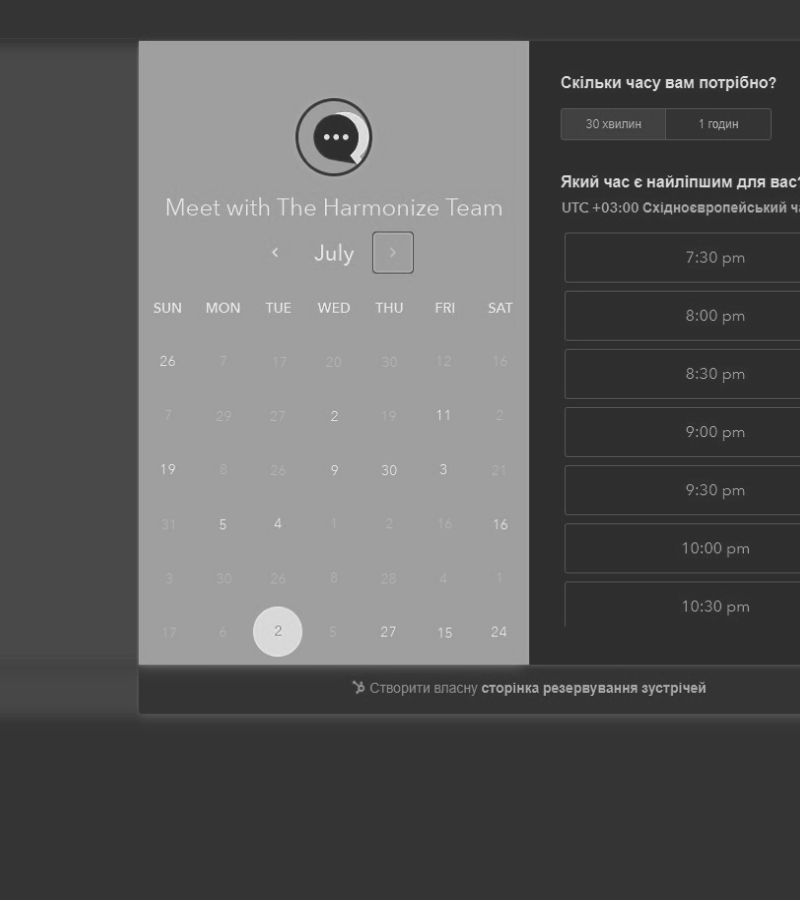 Meet with The Harmonize Team
July
SUN MON TUE WED THU FRI SAT
26 7 17 20 30 12 16
7 29 27 2 19 11 2
19 8 26 9 30 3 21
31 5 4 1 2 16 16
3 30 26 8 28 4 1
17 6 2 5 27 15 24
Скільки часу вам потрібно?
30 хвилин 1 годин
Який час є найліпшим для вас?
UTC +03:00 Східноєвропейський
7:30 pm
8:00 pm
8:30 pm
9:00 pm
9:30 pm
10:00 pm
10:30 pm
Створити власну сторінка резервування зустрічей